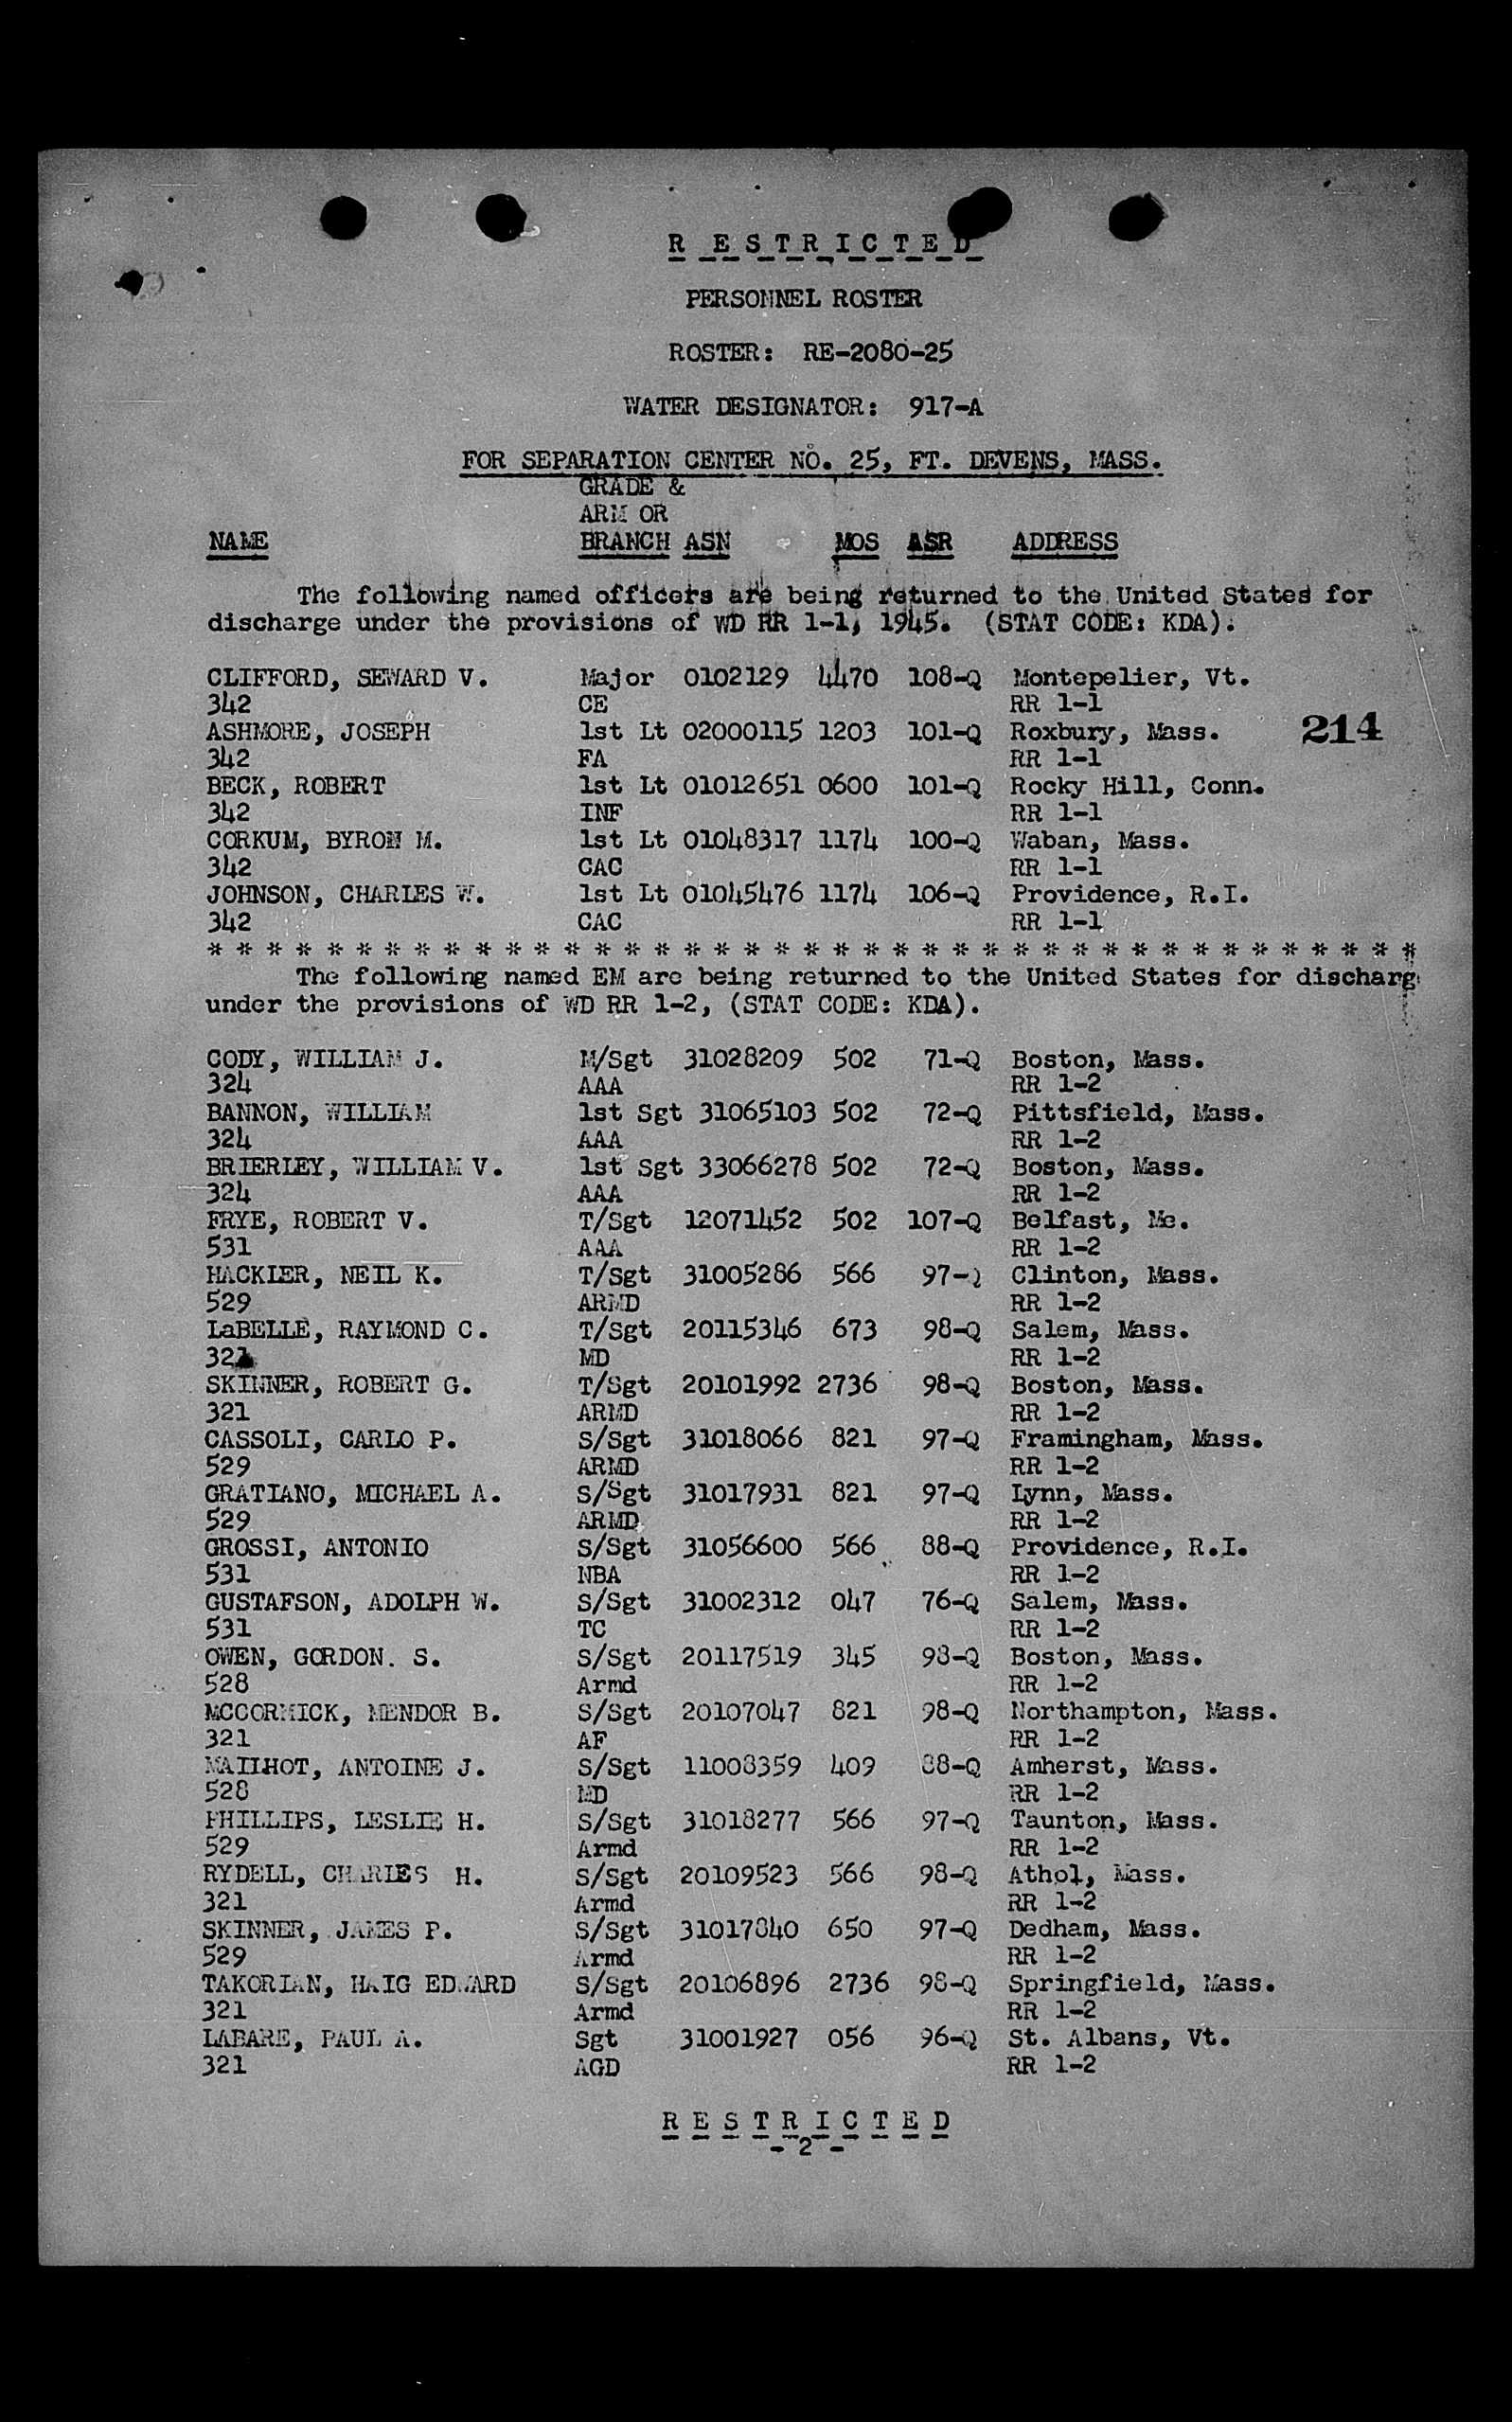 R E S T R I C T E D
PERSONNEL ROSTER
ROSTER: RE-2080-25
WATER DESIGNATOR: 917-A
FOR SEPARATION CENTER NO. 25, FT. DEVENS, MASS.
GRADE &
ARM OR
NAME BRANCH ASN MOS ASR ADDRESS
The following named officers are being returned to the United States for
discharge under the provisions of WD RR 1-1, 1945. (STAT CODE: KDA).
CLIFFORD, SEWARD V. Major 0102129 4470 108-Q Montepelier, Vt.
342 CE RR 1-1
ASHMORE, JOSEPH 1st Lt 02000115 1203 101-Q Roxbury, Mass. 214
342 FA RR 1-1
BECK, ROBERT 1st Lt 01012651 0600 101-Q Rocky Hill, Conn.
342 INF RR 1-1
CORKUM, BYRON M. 1st Lt 01048317 1174 100-Q Waban, Mass.
342 CAC RR 1-1
JOHNSON, CHARLES W. 1st Lt 01045476 1174 106-Q Providence, R.I.
342 CAC RR 1-1
* * * * * * * * * * * * * * * * * * * * * * * * * * * * * * * * * * * * * * * * *
The following named EM are being returned to the United States for discharg
under the provisions of WD RR 1-2, (STAT CODE: KDA).
CODY, WILLIAM J. M/Sgt 31028209 502 71-Q Boston, Mass.
324 AAA RR 1-2
BANNON, WILLIAM 1st Sgt 31065103 502 72-Q Pittsfield, Mass.
324 AAA RR 1-2
BRIERLEY, WILLIAM V. 1st Sgt 33066278 502 72-Q Boston, Mass.
324 AAA RR 1-2
FRYE, ROBERT V. T/Sgt 12071452 502 107-Q Belfast, Me.
531 AAA RR 1-2
HACKLER, NEIL K. T/Sgt 31005286 566 97-Q Clinton, Mass.
529 ARMD RR 1-2
LaBELLE, RAYMOND C. T/Sgt 20115346 673 98-Q Salem, Mass.
321 MD RR 1-2
SKINNER, ROBERT G. T/Sgt 20101992 2736 98-Q Boston, Mass.
321 ARMD RR 1-2
CASSOLI, CARLO P. S/Sgt 31018066 821 97-Q Framingham, Mass.
529 ARMD RR 1-2
GRATIANO, MICHAEL A. S/Sgt 31017931 821 97-Q Lynn, Mass.
529 ARMD RR 1-2
GROSSI, ANTONIO S/Sgt 31056600 566 88-Q Providence, R.I.
531 NBA RR 1-2
GUSTAFSON, ADOLPH W. S/Sgt 31002312 047 76-Q Salem, Mass.
531 TC RR 1-2
OWEN, GORDON. S. S/Sgt 20117519 345 98-Q Boston, Mass.
528 Armd RR 1-2
MCCORMICK, MENDOR B. S/Sgt 20107047 821 98-Q Northampton, Mass.
321 AF RR 1-2
MAILHOT, ANTOINE J. S/Sgt 11008359 409 88-Q Amherst, Mass.
528 MD RR 1-2
PHILLIPS, LESLIE H. S/Sgt 31018277 566 97-Q Taunton, Mass.
529 Armd RR 1-2
RYDELL, CHARLES H. S/Sgt 20109523 566 98-Q Athol, Mass.
321 Armd RR 1-2
SKINNER, JAMES P. S/Sgt 31017840 650 97-Q Dedham, Mass.
529 Armd RR 1-2
TAKORIAN, HAIG EDWARD S/Sgt 20106896 2736 98-Q Springfield, Mass.
321 Armd RR 1-2
LABARE, PAUL A. Sgt 31001927 056 96-Q St. Albans, Vt.
321 AGD RR 1-2
R E S T R I C T E D
- 2 -